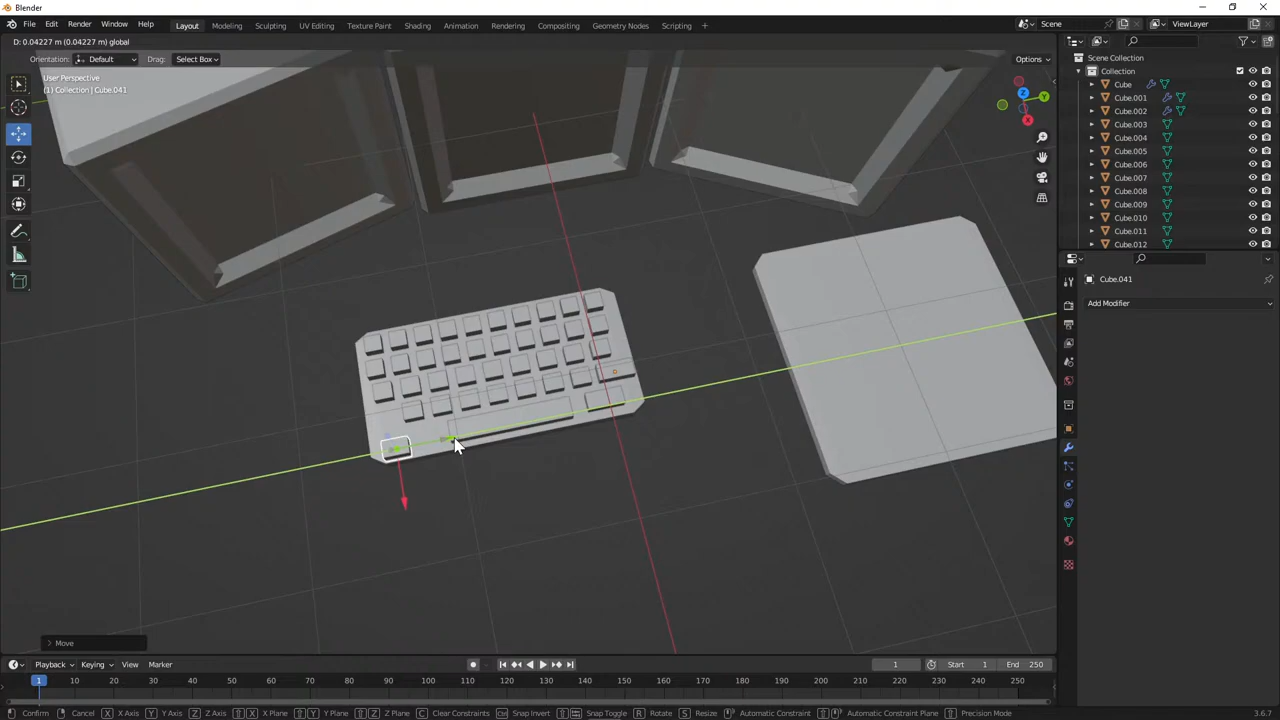 Blender
File Edit Render Window Help Layout Modeling Sculpting UV Editing Texture Paint Shading Animation Rendering Compositing Geometry Nodes Scripting + Scene ViewLayer
D: 0.04227 m (0.04227 m) global
Orientation: Default Drag: Select Box Options
User Perspective
(1) Collection | Cube.041
Z
Y
X
Scene Collection
Collection
Cube
Cube.001
Cube.002
Cube.003
Cube.004
Cube.005
Cube.006
Cube.007
Cube.008
Cube.009
Cube.010
Cube.011
Cube.012
Cube.041
Add Modifier
Move
Playback Keying View Marker 1 Start 1 End 250
1 10 20 30 40 50 60 70 80 90 100 110 120 130 140 150 160 170 180 190 200 210 220 230 240 250
Confirm Cancel X X Axis Y Y Axis Z Z Axis X X Plane Y Y Plane Z Z Plane C Clear Constraints Snap Invert Snap Toggle R Rotate S Resize Automatic Constraint Automatic Constraint Plane Precision Mode 3.6.7